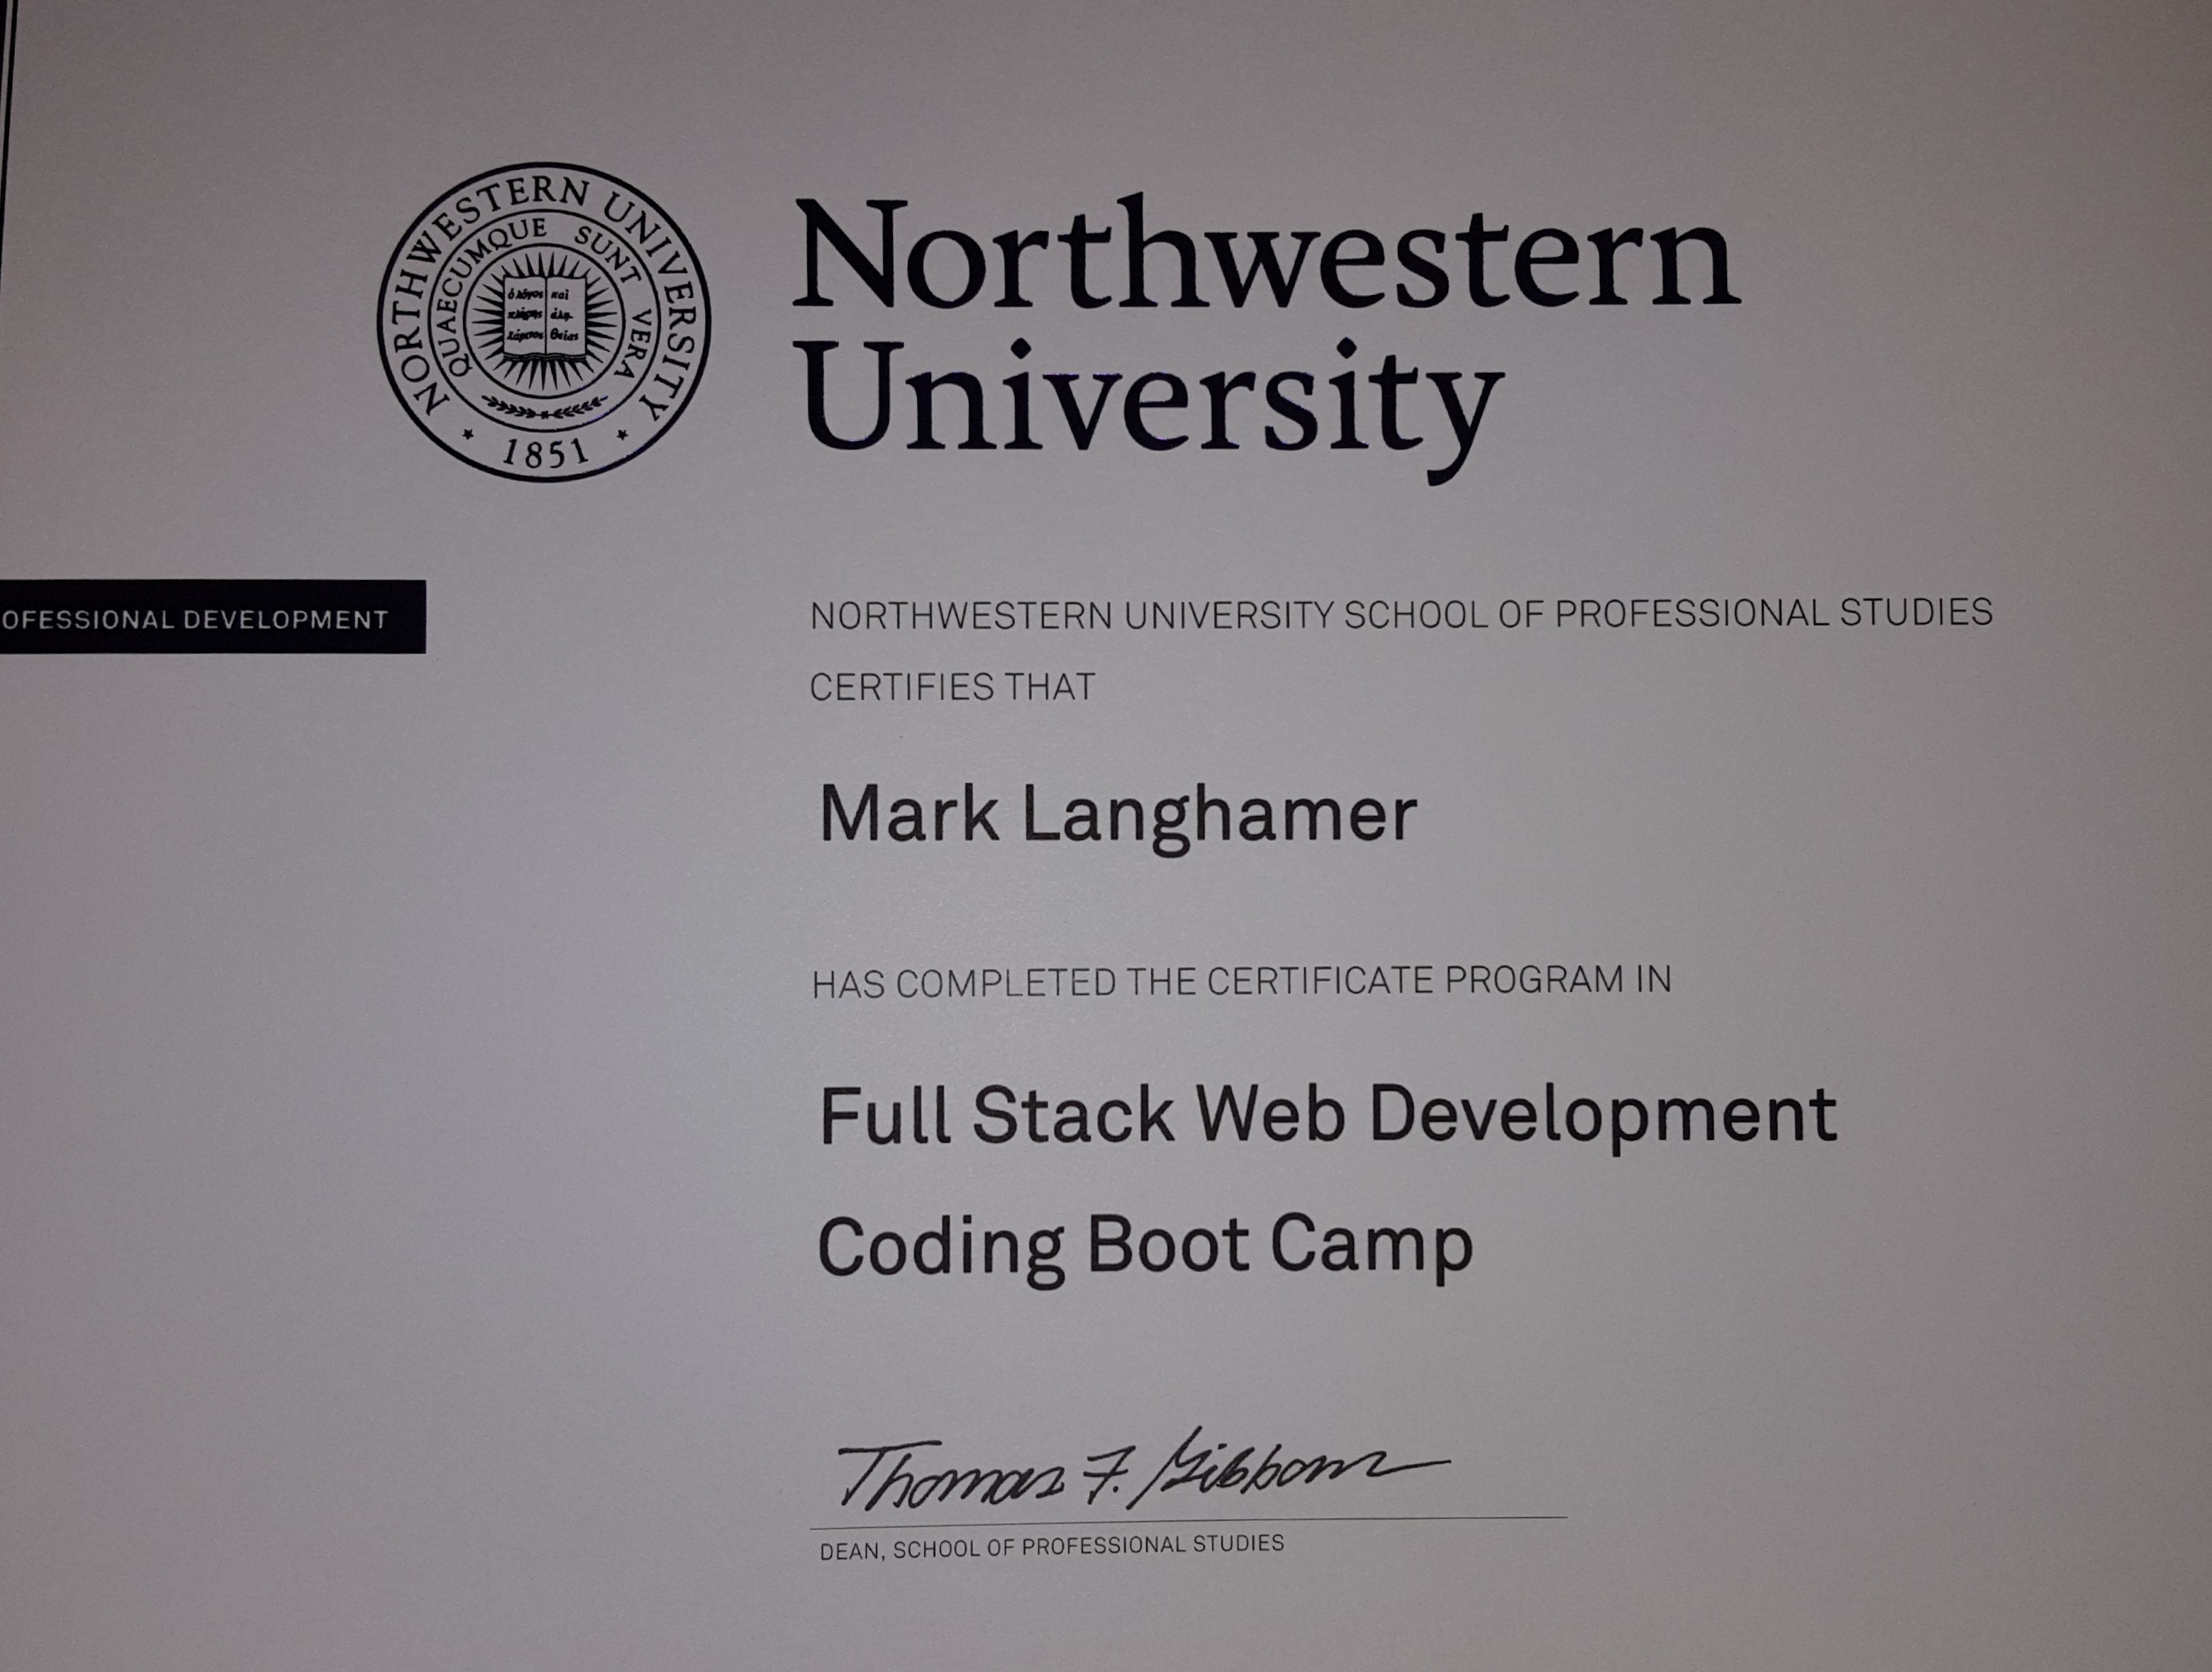 NORTHWESTERN UNIVERSITY
QUAECUMQUE SUNT VERA
ὁ λόγος καὶ
πλήρης ἀλη-
χάριτος θείας
1851
Northwestern
University
OFESSIONAL DEVELOPMENT
NORTHWESTERN UNIVERSITY SCHOOL OF PROFESSIONAL STUDIES
CERTIFIES THAT
Mark Langhamer
HAS COMPLETED THE CERTIFICATE PROGRAM IN
Full Stack Web Development
Coding Boot Camp
Thomas F. Gibbons
DEAN, SCHOOL OF PROFESSIONAL STUDIES